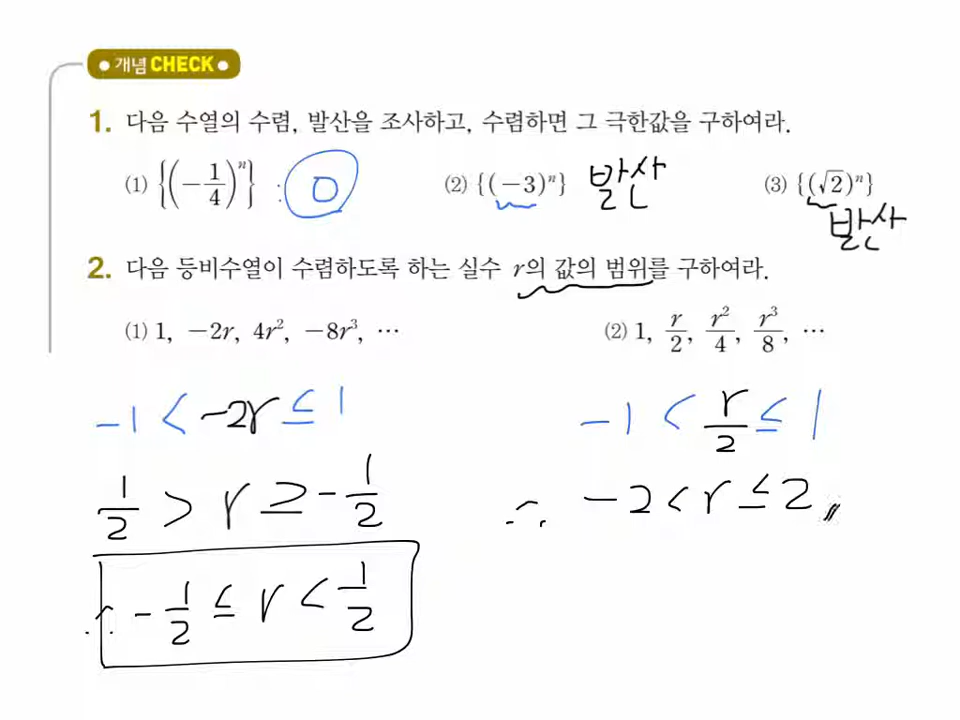 개념 CHECK
1. 다음 수열의 수렴, 발산을 조사하고, 수렴하면 그 극한값을 구하여라.
(1) {(-1/4)^n} : 0 (2) {(-3)^n} 발산 (3) {(√2)^n} 발산
2. 다음 등비수열이 수렴하도록 하는 실수 r의 값의 범위를 구하여라.
(1) 1, -2r, 4r², -8r³, ⋯ (2) 1, r/2, r²/4, r³/8, ⋯
-1 < -2r ≤ 1 -1 < r/2 ≤ 1
1/2 > r ≥ -1/2 ∴ -2 < r ≤ 2
∴ -1/2 ≤ r < 1/2